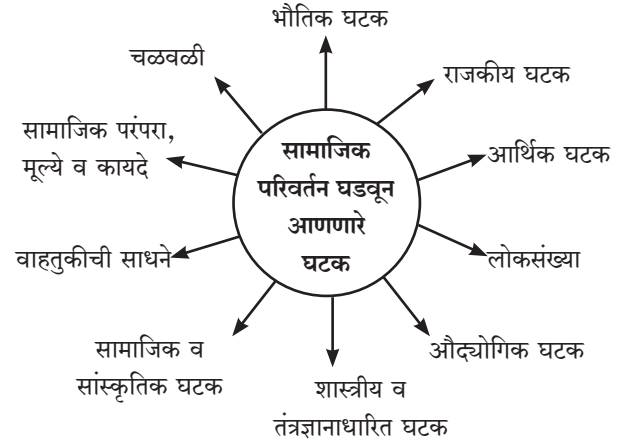 भौतिक घटक
चळवळी
राजकीय घटक
सामाजिक परंपरा,
मूल्ये व कायदे
सामाजिक
परिवर्तन घडवून
आणणारे
घटक
आर्थिक घटक
वाहतुकीची साधने
लोकसंख्या
सामाजिक व
सांस्कृतिक घटक
औद्योगिक घटक
शास्त्रीय व
तंत्रज्ञानाधारित घटक